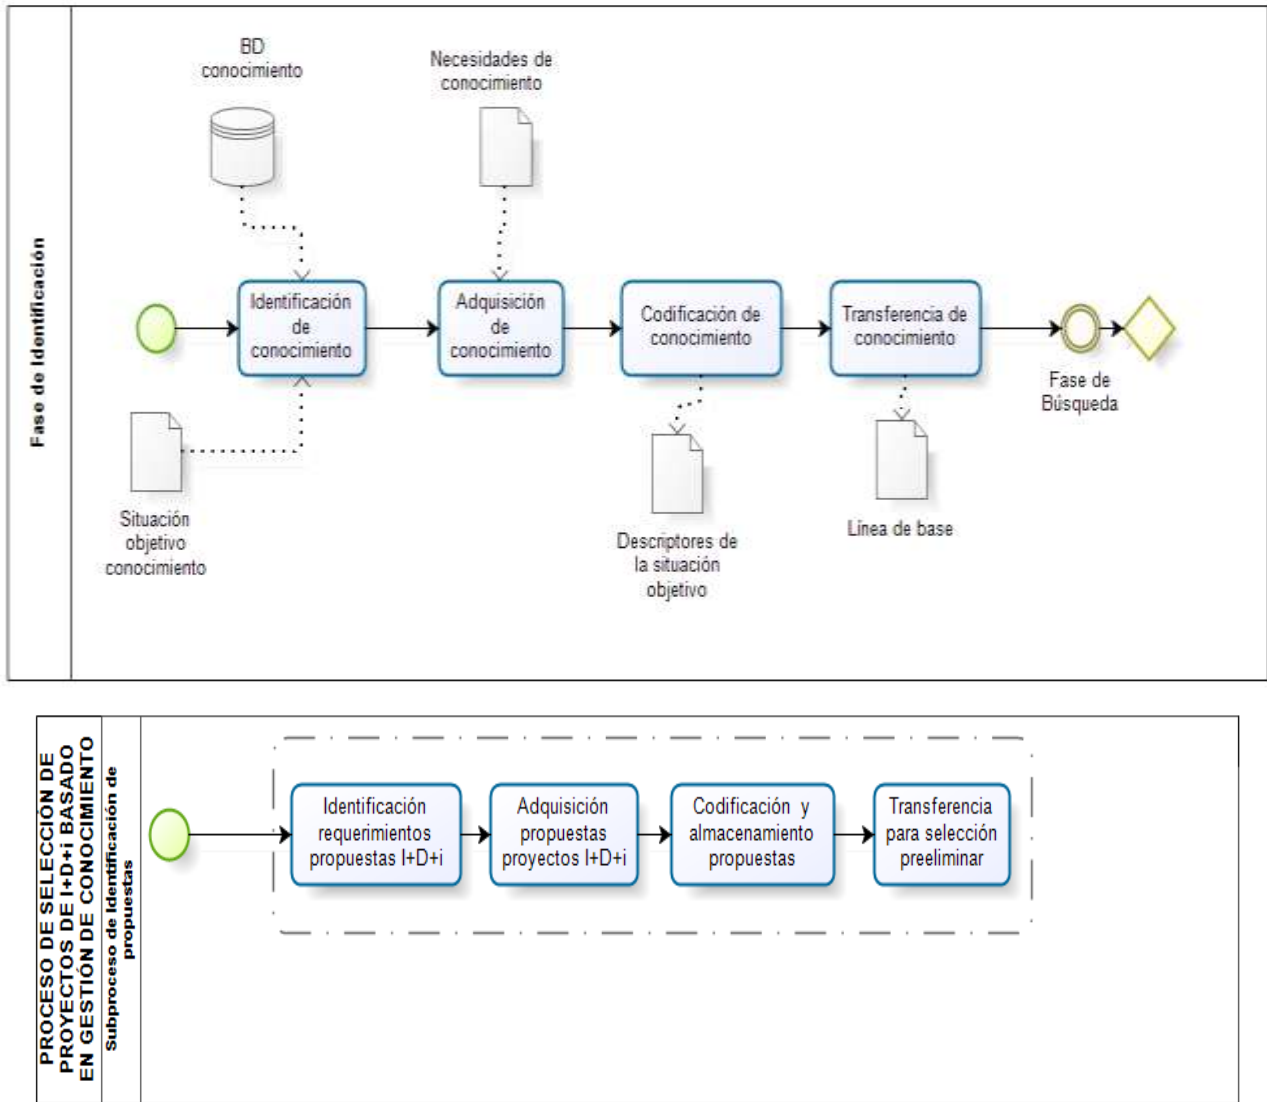 Fase de Identificación
BD
conocimiento
Necesidades de
conocimiento
Identificación
de
conocimiento
Adquisición
de
conocimiento
Codificación de
conocimiento
Transferencia de
conocimiento
Fase de
Búsqueda
Situación
objetivo
conocimiento
Descriptores de
la situación
objetivo
Línea de base
PROCESO DE SELECCIÓN DE
PROYECTOS DE I+D+i BASADO
EN GESTIÓN DE CONOCIMIENTO
Subproceso de Identificación de
propuestas
Identificación
requerimientos
propuestas I+D+i
Adquisición
propuestas
proyectos I+D+i
Codificación y
almacenamiento
propuestas
Transferencia
para selección
preeliminar